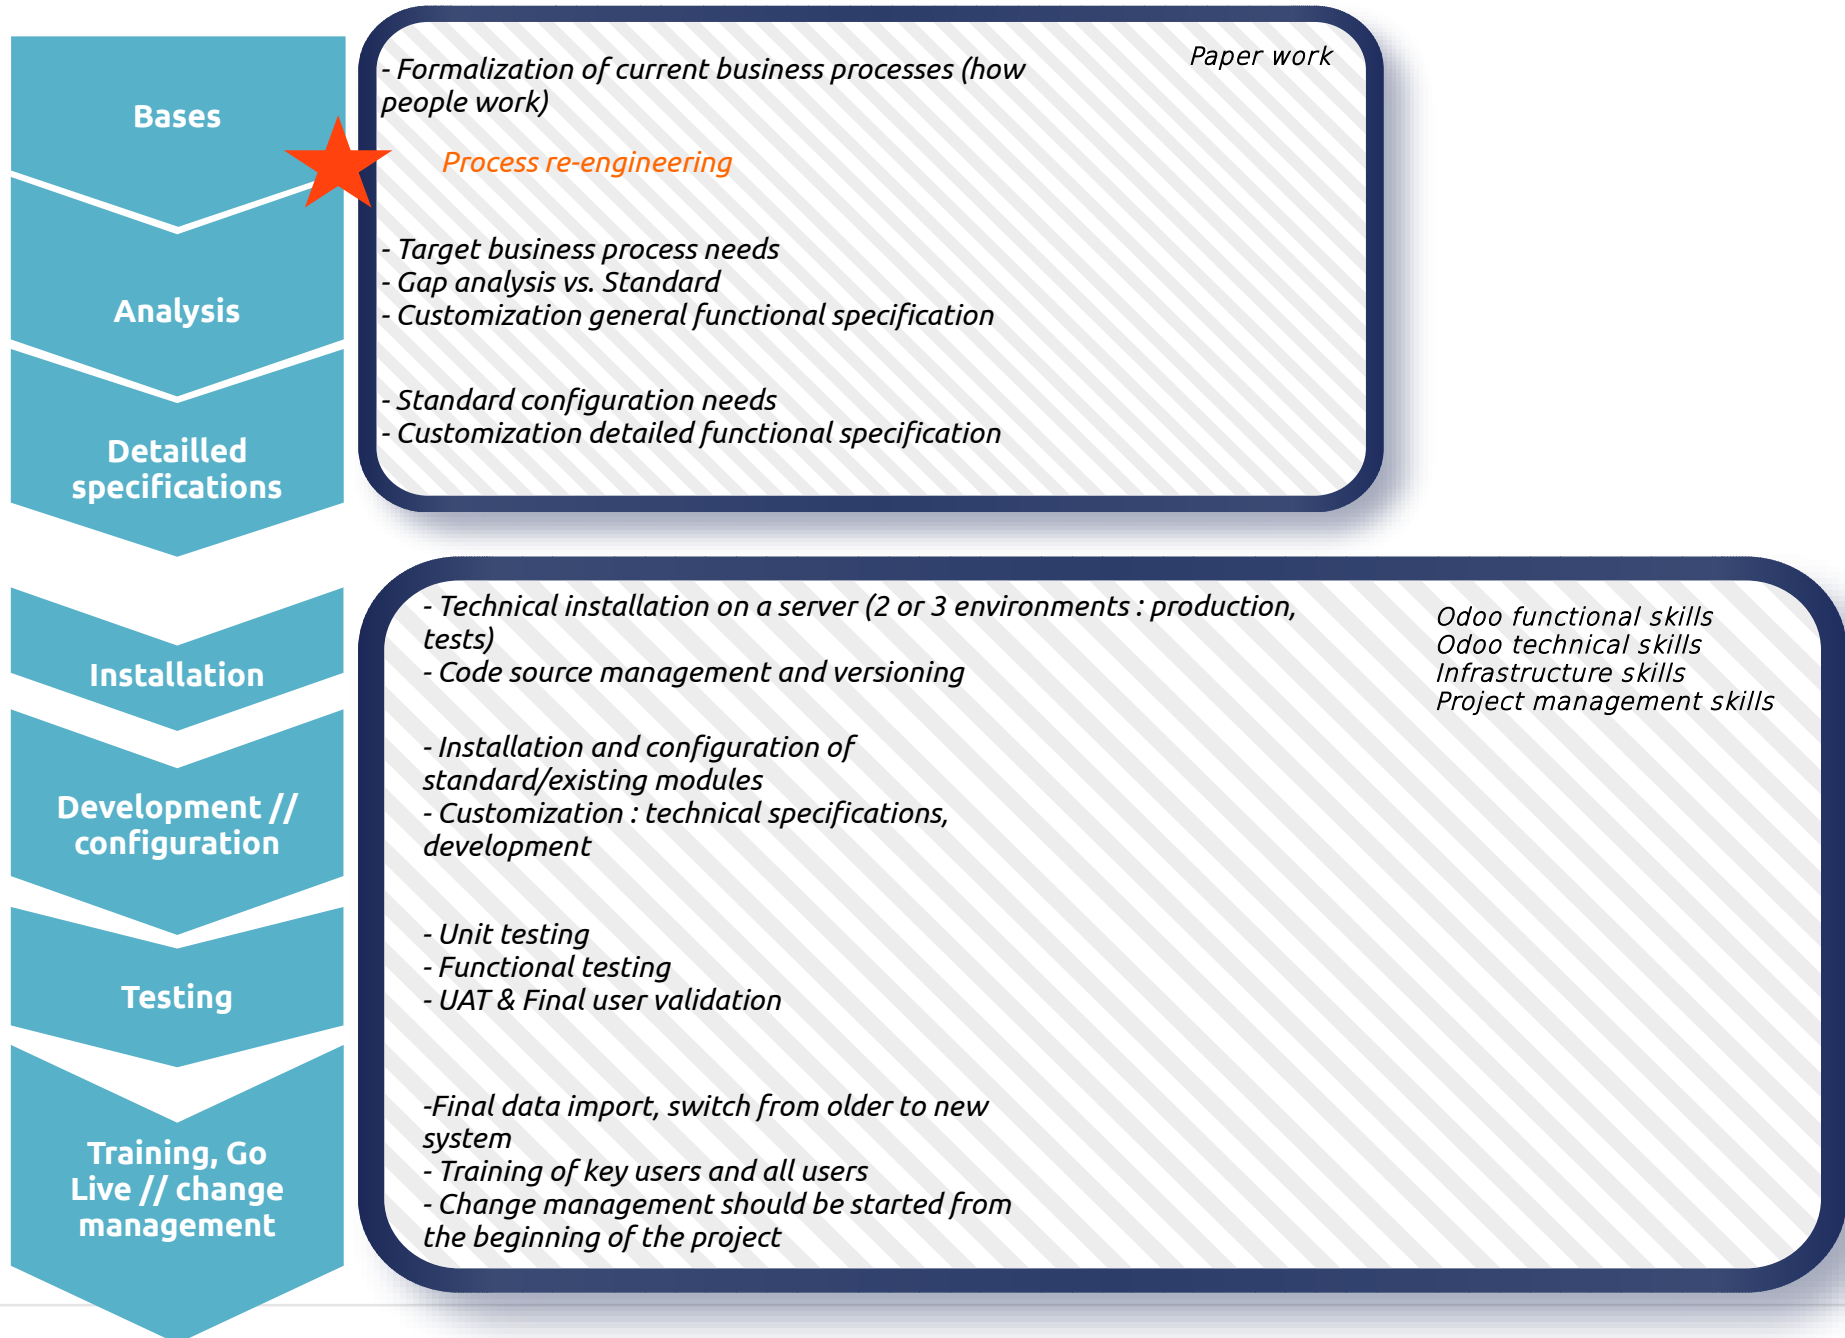 Bases
- Formalization of current business processes (how
people work)
Paper work
Process re-engineering
Analysis
- Target business process needs
- Gap analysis vs. Standard
- Customization general functional specification
Detailled
specifications
- Standard configuration needs
- Customization detailed functional specification
Installation
- Technical installation on a server (2 or 3 environments : production,
tests)
- Code source management and versioning
Odoo functional skills
Odoo technical skills
Infrastructure skills
Project management skills
Development //
configuration
- Installation and configuration of
standard/existing modules
- Customization : technical specifications,
development
Testing
- Unit testing
- Functional testing
- UAT & Final user validation
Training, Go
Live // change
management
-Final data import, switch from older to new
system
- Training of key users and all users
- Change management should be started from
the beginning of the project